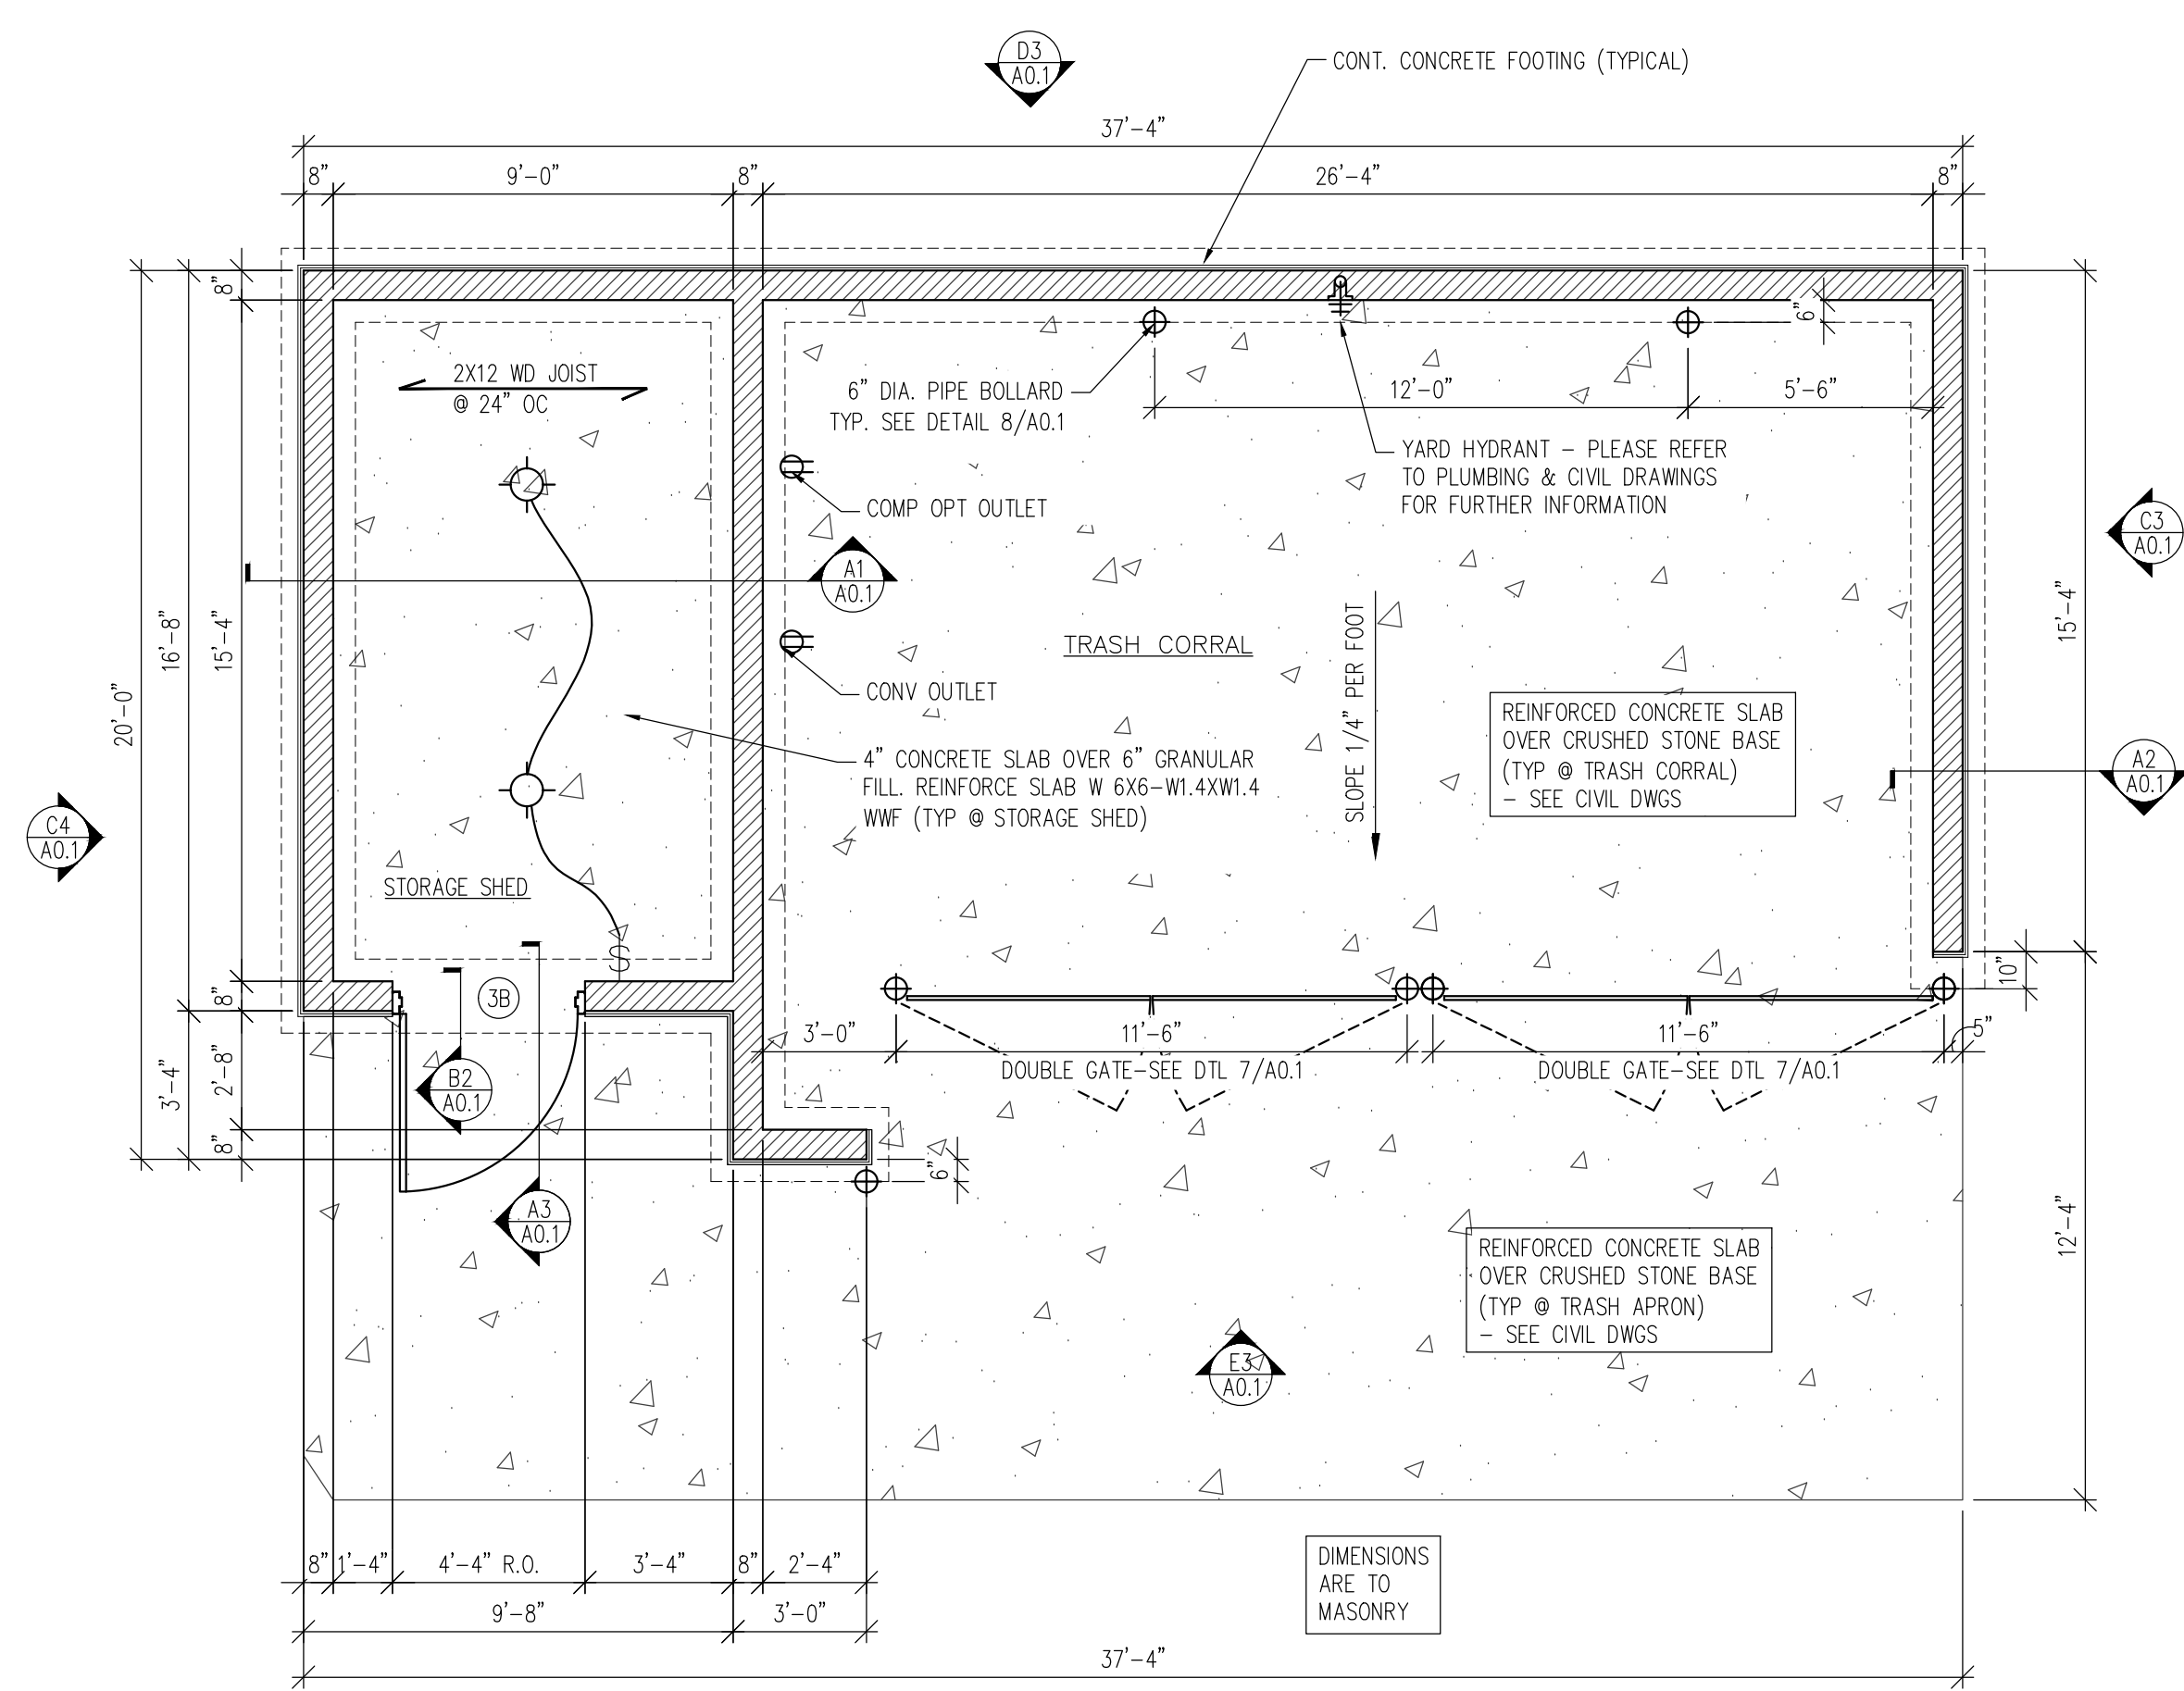 D3
A0.1
CONT. CONCRETE FOOTING (TYPICAL)
37'-4"
8"
9'-0"
8"
26'-4"
8"
8"
6"
2X12 WD JOIST
@ 24" OC
6" DIA. PIPE BOLLARD
TYP. SEE DETAIL 8/A0.1
12'-0"
5'-6"
YARD HYDRANT - PLEASE REFER
TO PLUMBING & CIVIL DRAWINGS
FOR FURTHER INFORMATION
COMP OPT OUTLET
C3
A0.1
A1
A0.1
20'-0"
16'-8"
15'-4"
TRASH CORRAL
SLOPE 1/4" PER FOOT
15'-4"
CONV OUTLET
REINFORCED CONCRETE SLAB
OVER CRUSHED STONE BASE
(TYP @ TRASH CORRAL)
- SEE CIVIL DWGS
4" CONCRETE SLAB OVER 6" GRANULAR
FILL. REINFORCE SLAB W 6X6-W1.4XW1.4
WWF (TYP @ STORAGE SHED)
A2
A0.1
C4
A0.1
STORAGE SHED
S
8"
3B
10"
3'-0"
11'-6"
11'-6"
5"
DOUBLE GATE-SEE DTL 7/A0.1
DOUBLE GATE-SEE DTL 7/A0.1
3'-4"
2'-8"
8"
B2
A0.1
6"
A3
A0.1
12'-4"
REINFORCED CONCRETE SLAB
OVER CRUSHED STONE BASE
(TYP @ TRASH APRON)
- SEE CIVIL DWGS
E3
A0.1
8"
1'-4"
4'-4" R.O.
3'-4"
8"
2'-4"
DIMENSIONS
ARE TO
MASONRY
9'-8"
3'-0"
37'-4"